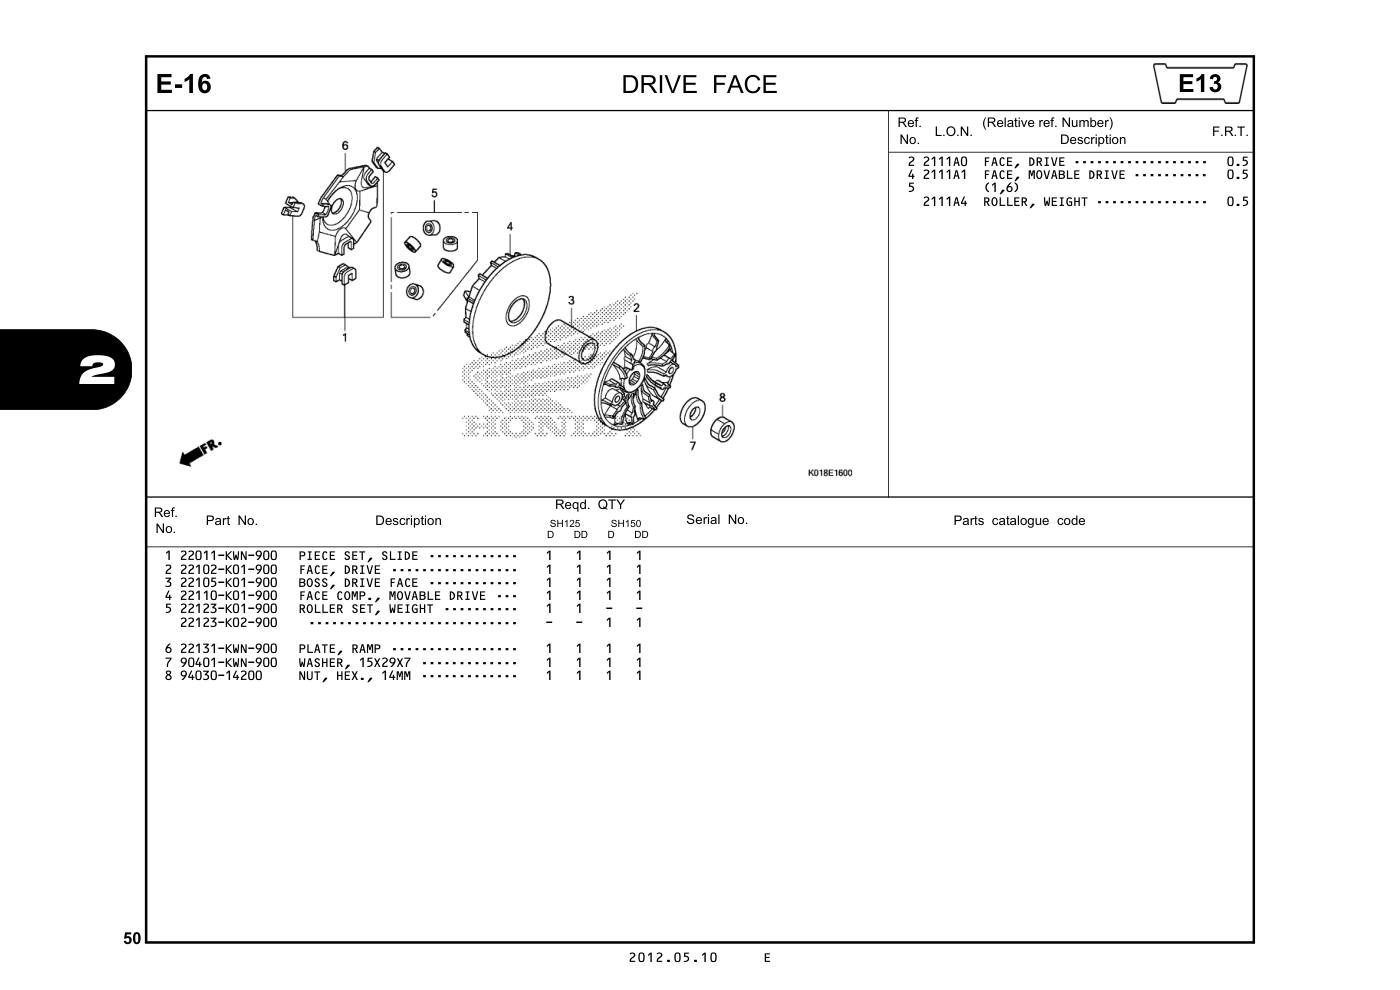 E-16 DRIVE FACE E13
Ref. No. L.O.N. (Relative ref. Number) Description F.R.T.
2 2111A0 FACE, DRIVE ------------------ 0.5
4 2111A1 FACE, MOVABLE DRIVE ---------- 0.5
5 (1,6)
2111A4 ROLLER, WEIGHT --------------- 0.5
6
5
4
3
2
1
8
7
HONDA
FR.
K018E1600
2
Ref. No. Part No. Description Reqd. QTY Serial No. Parts catalogue code
SH125 SH150
D DD D DD
1 22011-KWN-900 PIECE SET, SLIDE ------------ 1 1 1 1
2 22102-K01-900 FACE, DRIVE ----------------- 1 1 1 1
3 22105-K01-900 BOSS, DRIVE FACE ------------ 1 1 1 1
4 22110-K01-900 FACE COMP., MOVABLE DRIVE --- 1 1 1 1
5 22123-K01-900 ROLLER SET, WEIGHT ---------- 1 1 - -
22123-K02-900 ---------------------------- - - 1 1
6 22131-KWN-900 PLATE, RAMP ----------------- 1 1 1 1
7 90401-KWN-900 WASHER, 15X29X7 ------------- 1 1 1 1
8 94030-14200 NUT, HEX., 14MM ------------- 1 1 1 1
50
2012.05.10 E